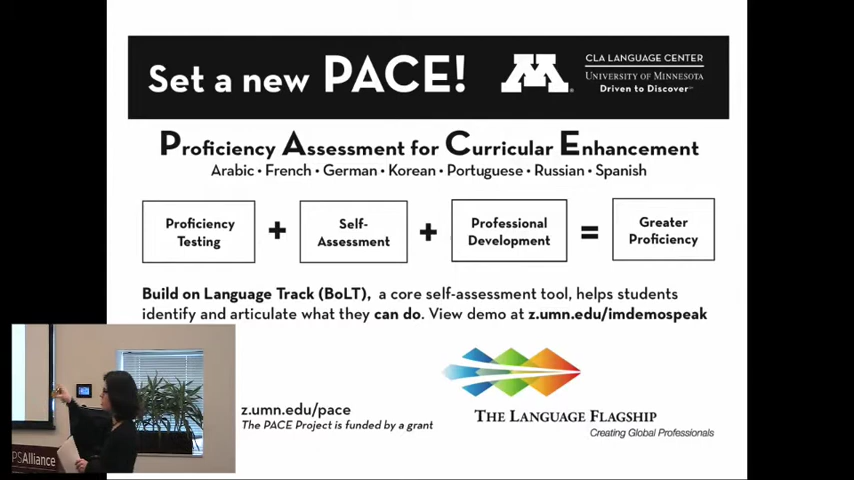 Set a new PACE!
M
CLA LANGUAGE CENTER
UNIVERSITY OF MINNESOTA
Driven to Discover℠
Proficiency Assessment for Curricular Enhancement
Arabic • French • German • Korean • Portuguese • Russian • Spanish
Proficiency
Testing
+
Self-
Assessment
+
Professional
Development
=
Greater
Proficiency
Build on Language Track (BoLT), a core self-assessment tool, helps students
identify and articulate what they can do. View demo at z.umn.edu/imdemospeak
z.umn.edu/pace
The PACE Project is funded by a grant
THE LANGUAGE FLAGSHIP
Creating Global Professionals
PSAlliance